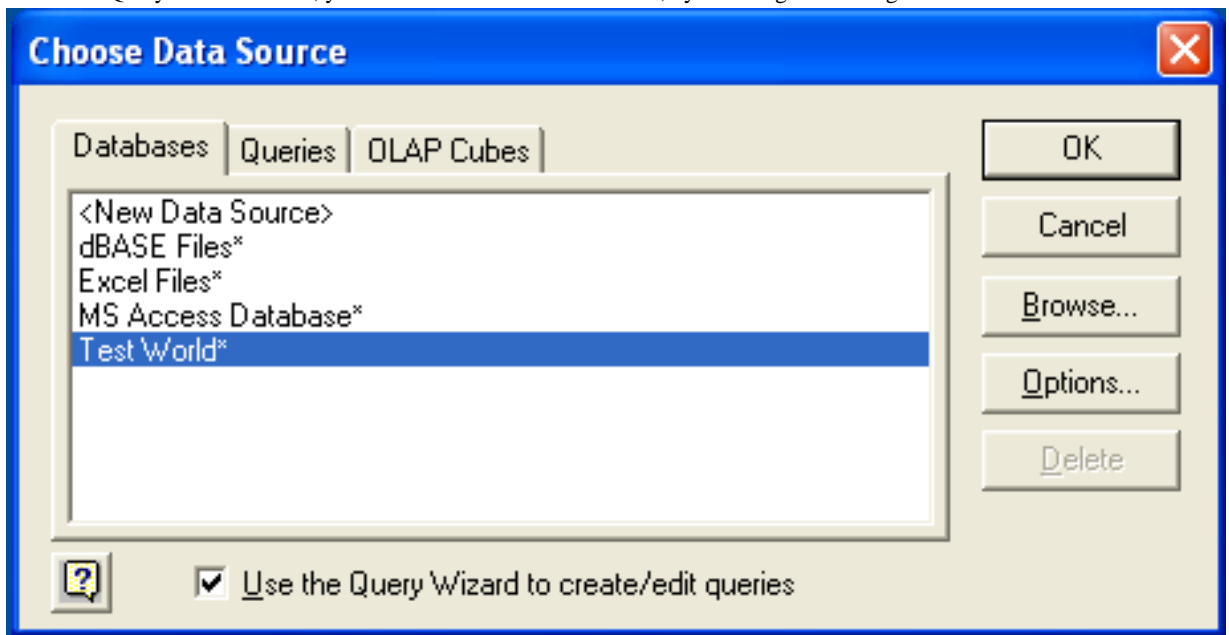 Choose Data Source
Databases Queries OLAP Cubes
<New Data Source>
dBASE Files*
Excel Files*
MS Access Database*
Test World*
OK
Cancel
Browse...
Options...
Delete
Use the Query Wizard to create/edit queries